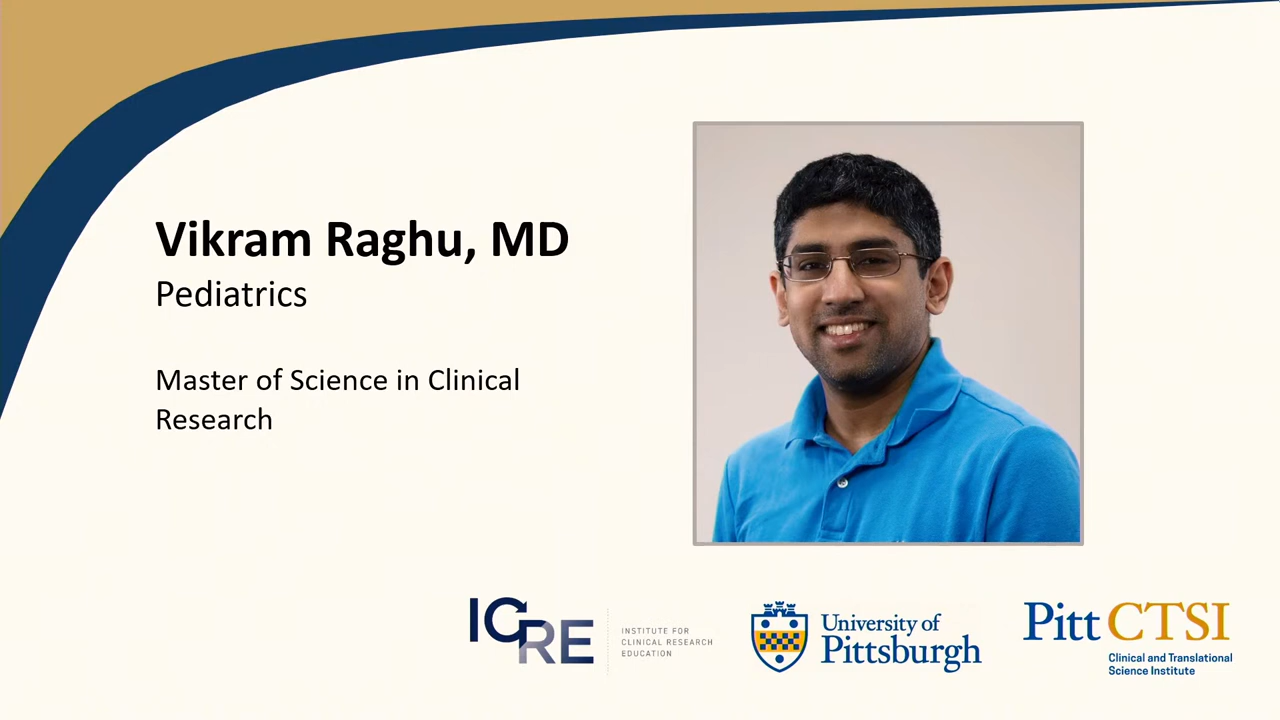 Vikram Raghu, MD
Pediatrics
Master of Science in Clinical
Research
ICRE
INSTITUTE FOR
CLINICAL RESEARCH
EDUCATION
University of
Pittsburgh
Pitt CTSI
Clinical and Translational
Science Institute